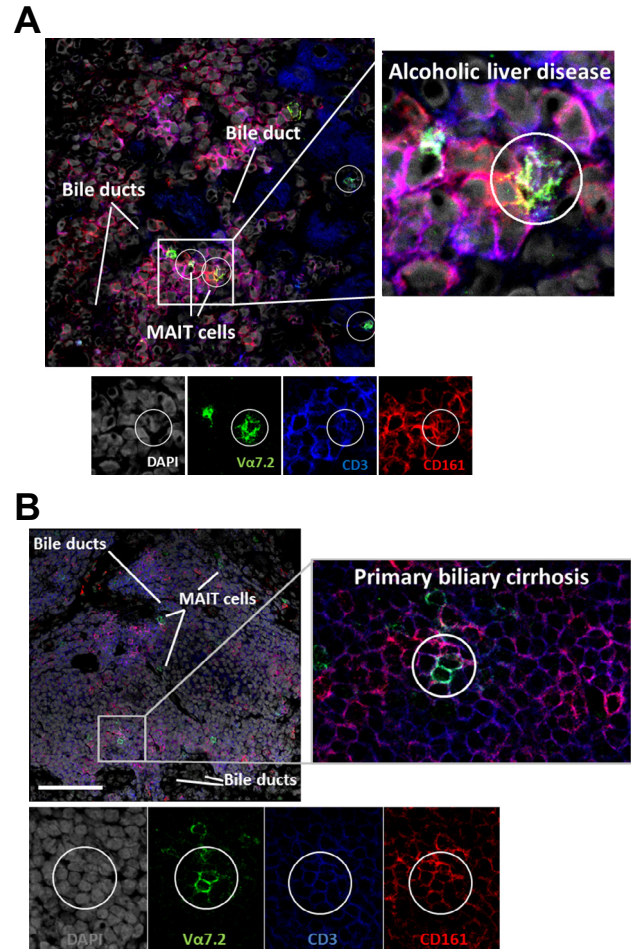 A
Alcoholic liver disease
Bile duct
Bile ducts
MAIT cells
DAPI
Vα7.2
CD3
CD161
B
Bile ducts
MAIT cells
Primary biliary cirrhosis
Bile ducts
DAPI
Vα7.2
CD3
CD161